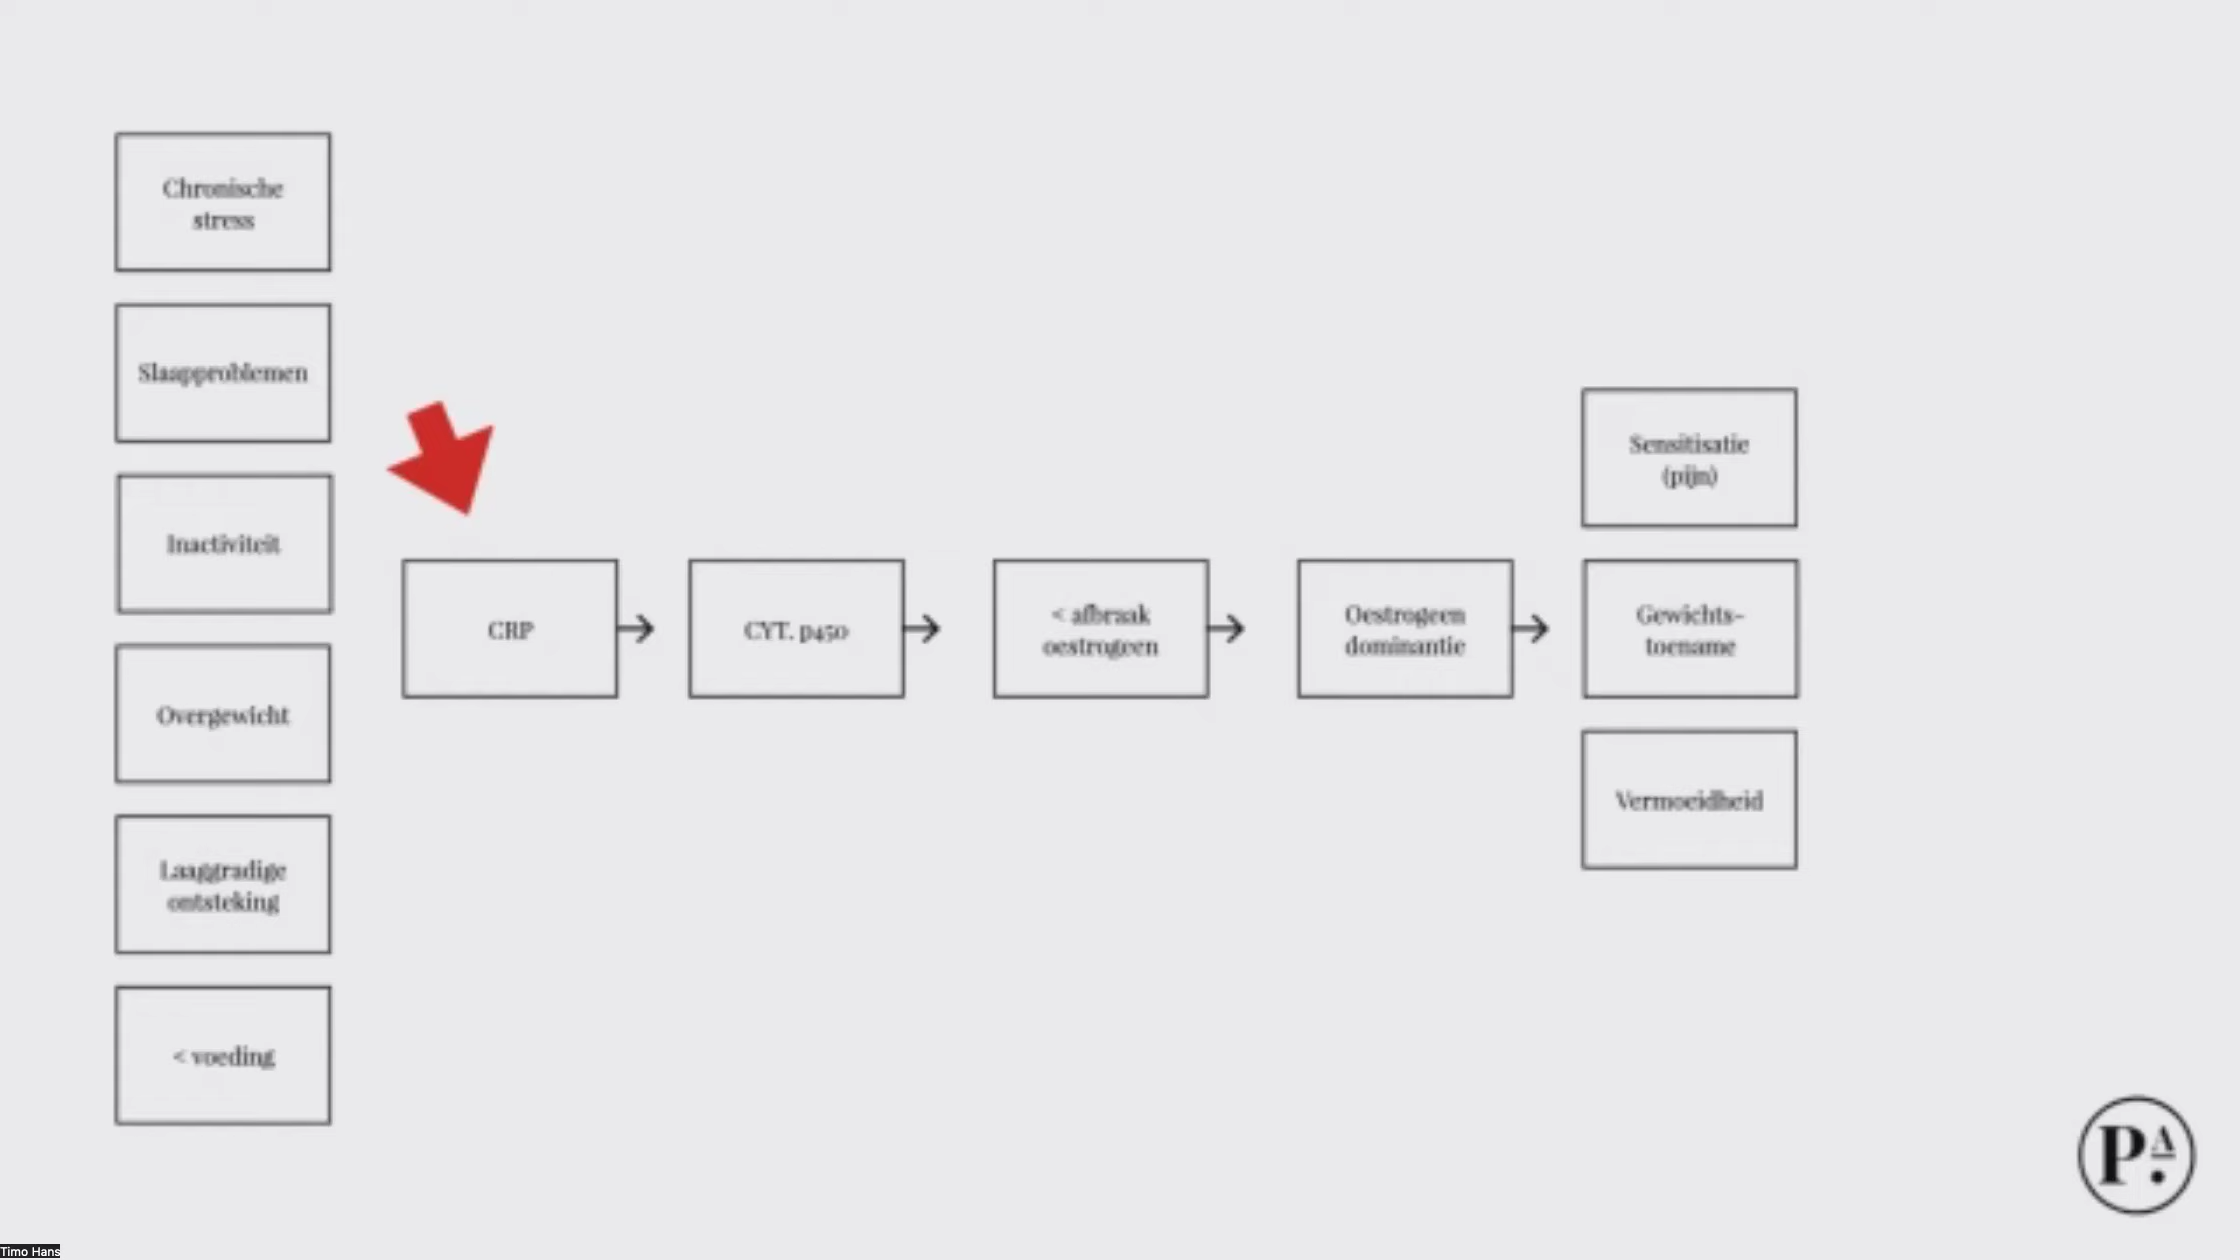 Chronische
stress
Slaapproblemen
Inactiviteit
Overgewicht
Laaggradige
ontsteking
< voeding
CRP
CYT. p450
< afbraak
oestrogeen
Oestrogeen
dominantie
Sensitisatie
(pijn)
Gewichts-
toename
Vermoeidheid
PA.
Timo Hans